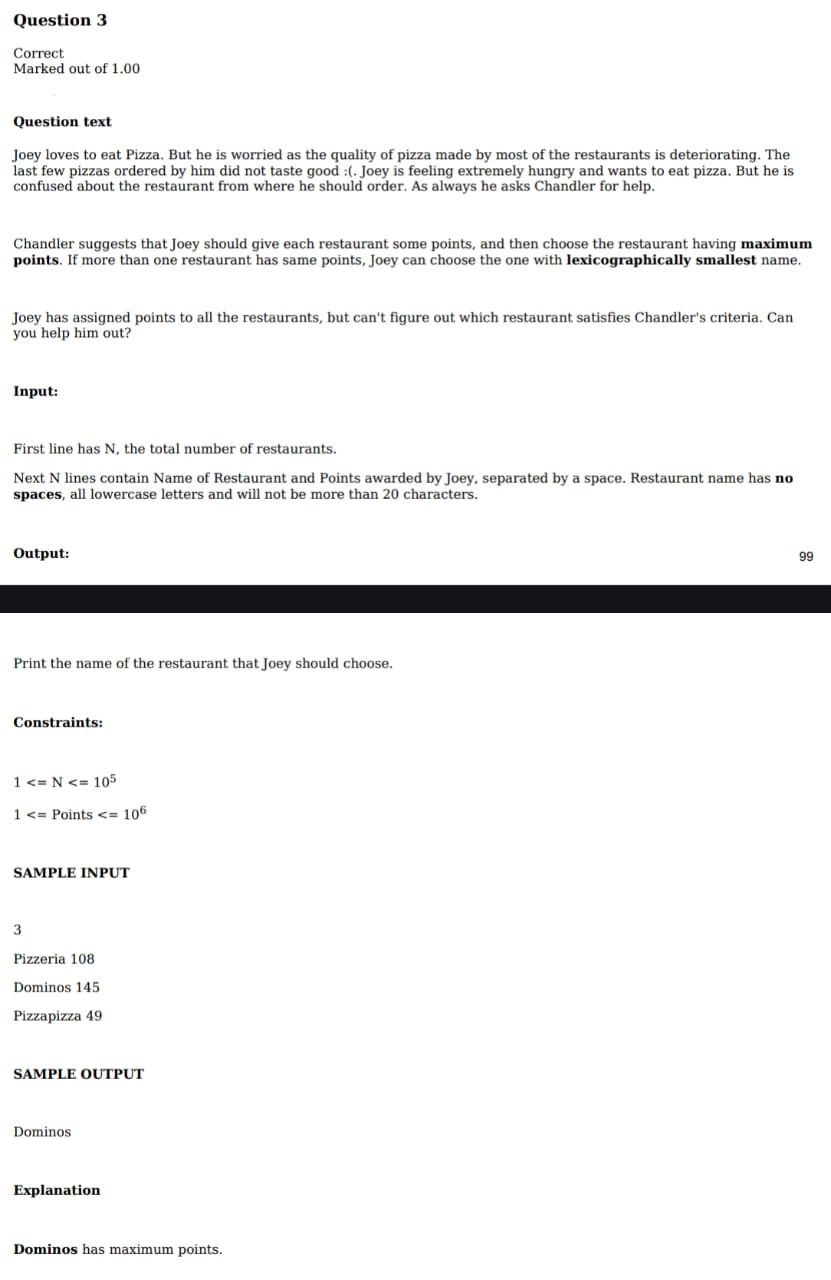 Question 3
Correct
Marked out of 1.00
Question text
Joey loves to eat Pizza. But he is worried as the quality of pizza made by most of the restaurants is deteriorating. The
last few pizzas ordered by him did not taste good :(. Joey is feeling extremely hungry and wants to eat pizza. But he is
confused about the restaurant from where he should order. As always he asks Chandler for help.
Chandler suggests that Joey should give each restaurant some points, and then choose the restaurant having maximum
points. If more than one restaurant has same points, Joey can choose the one with lexicographically smallest name.
Joey has assigned points to all the restaurants, but can't figure out which restaurant satisfies Chandler's criteria. Can
you help him out?
Input:
First line has N, the total number of restaurants.
Next N lines contain Name of Restaurant and Points awarded by Joey, separated by a space. Restaurant name has no
spaces, all lowercase letters and will not be more than 20 characters.
Output:
99
Print the name of the restaurant that Joey should choose.
Constraints:
1 <= N <= 10⁵
1 <= Points <= 10⁶
SAMPLE INPUT
3
Pizzeria 108
Dominos 145
Pizzapizza 49
SAMPLE OUTPUT
Dominos
Explanation
Dominos has maximum points.